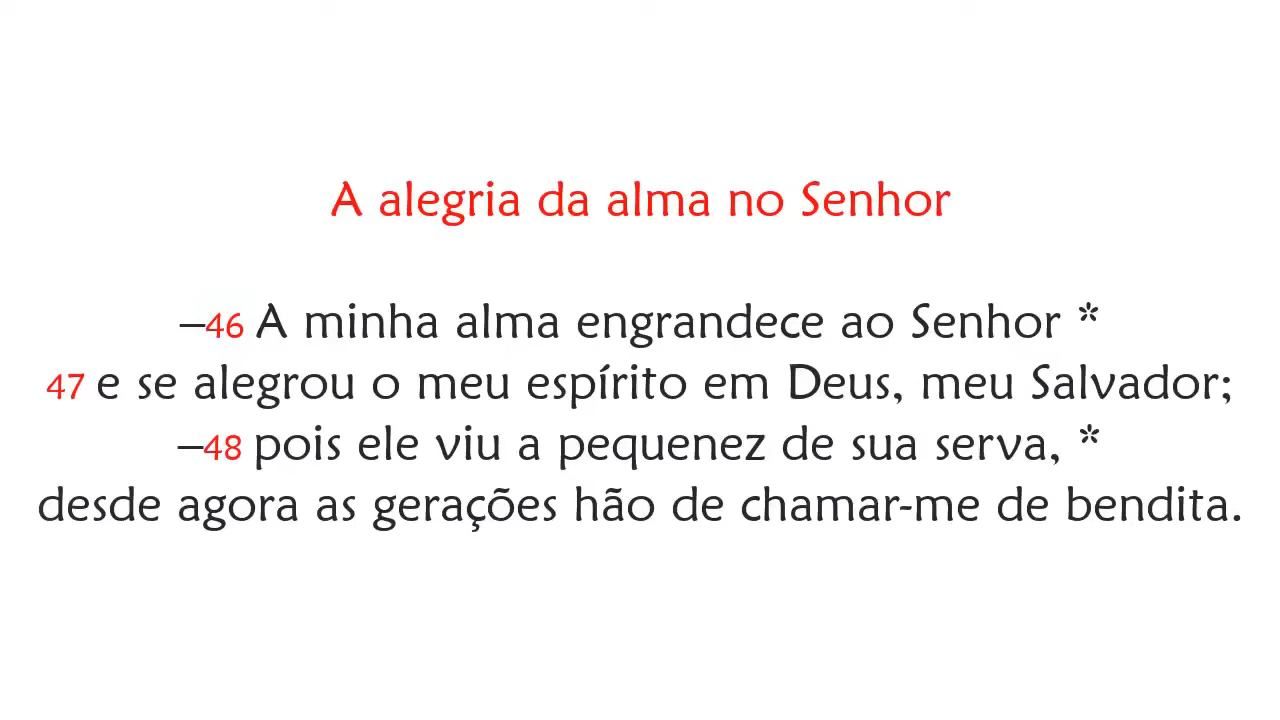 A alegria da alma no Senhor
–46 A minha alma engrandece ao Senhor *
47 e se alegrou o meu espírito em Deus, meu Salvador;
–48 pois ele viu a pequenez de sua serva, *
desde agora as gerações hão de chamar-me de bendita.